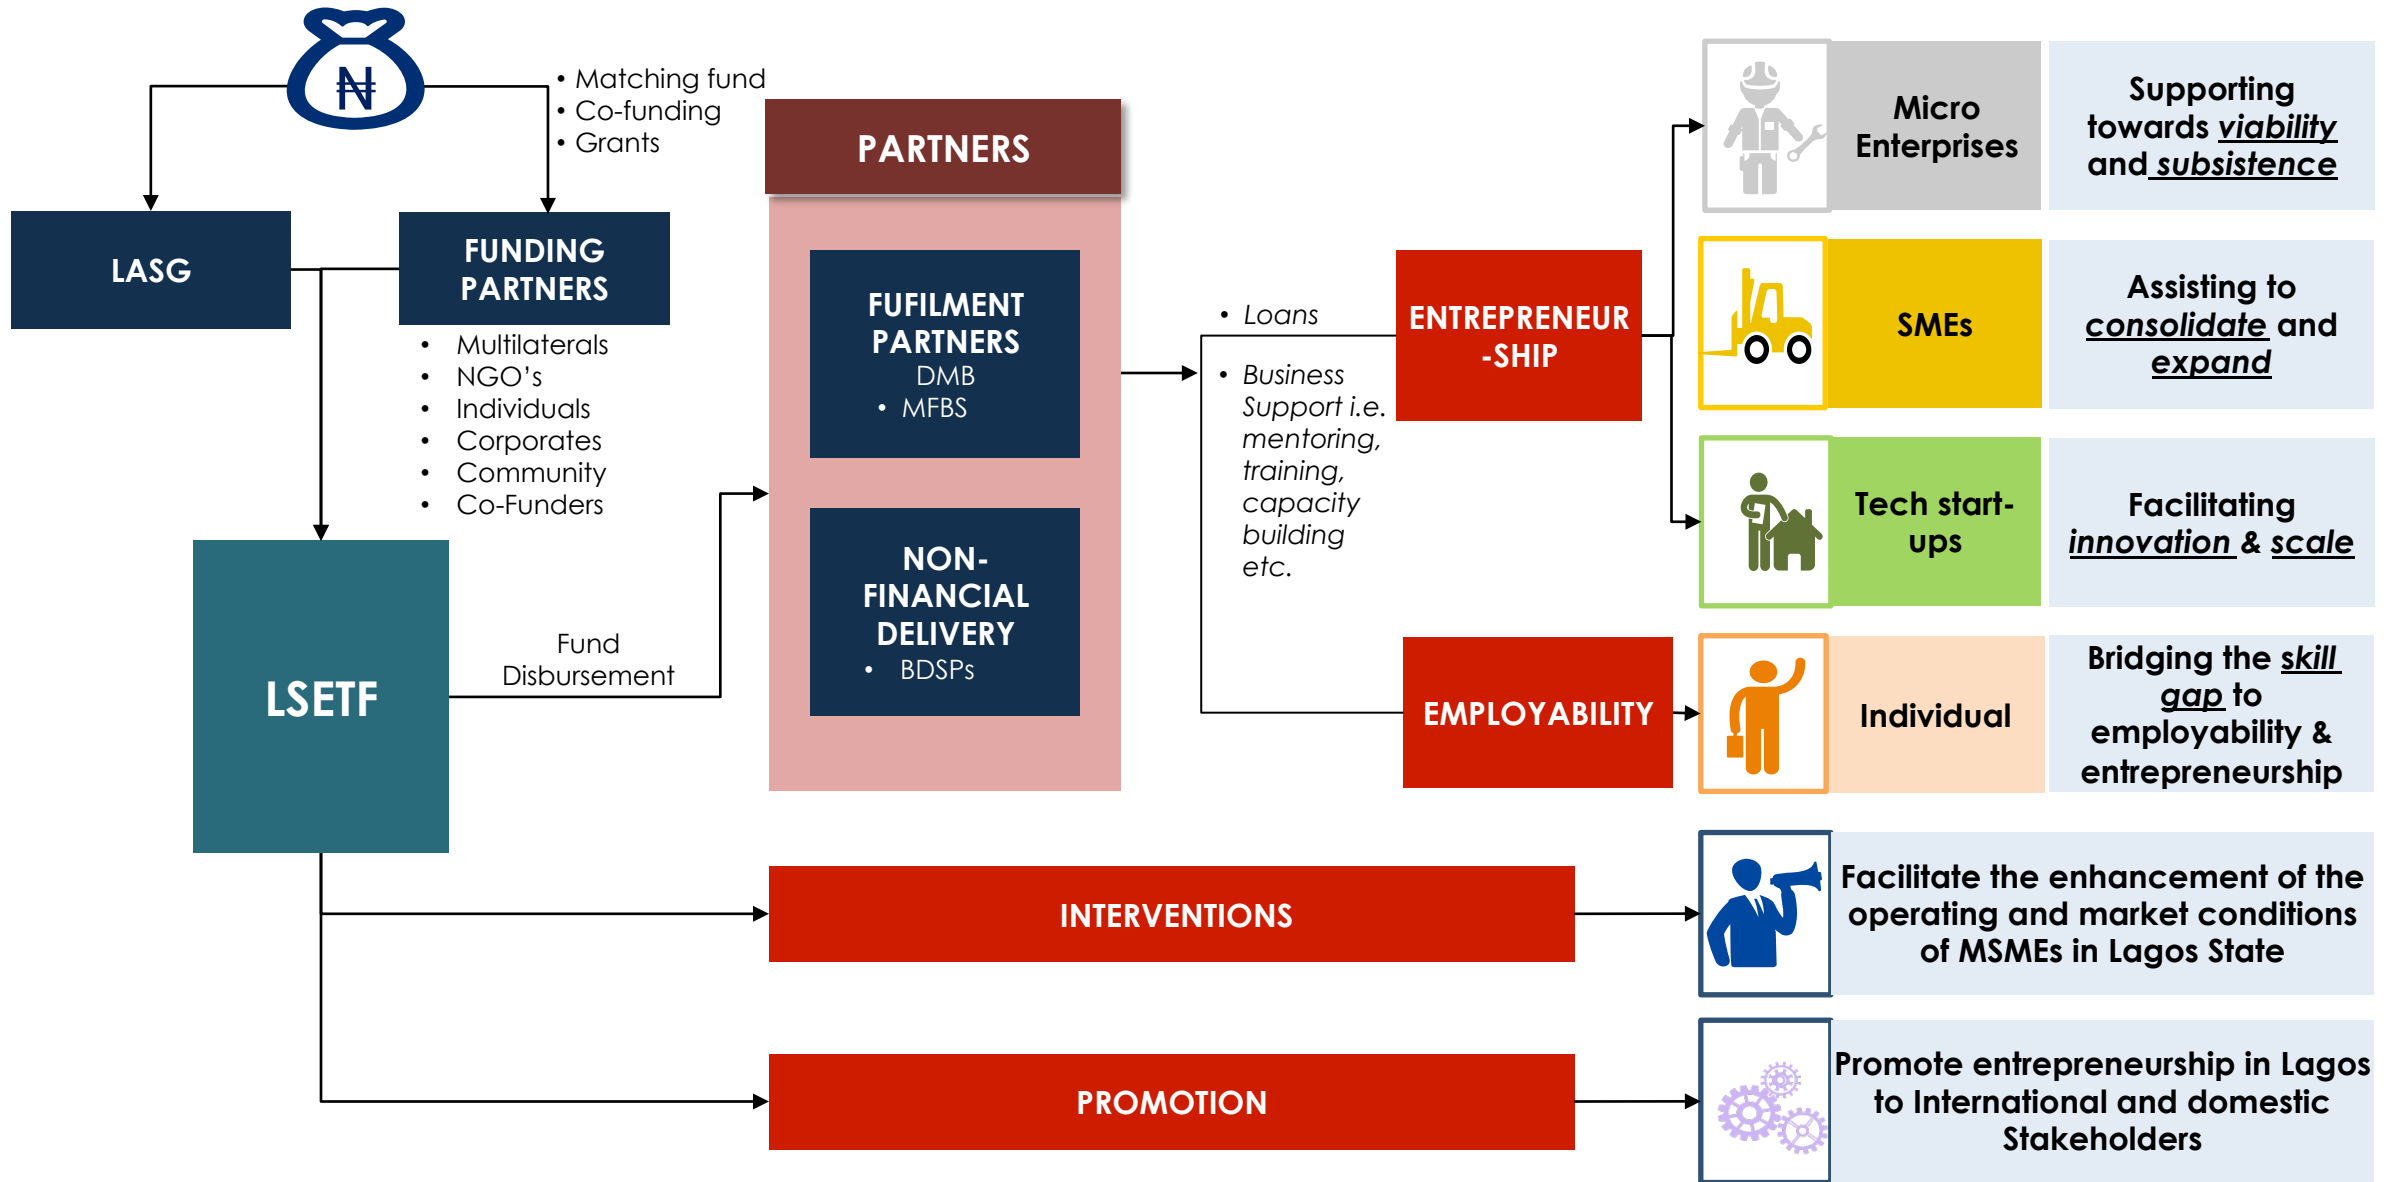 ₦
• Matching fund
• Co-funding
• Grants
LASG
FUNDING
PARTNERS
• Multilaterals
• NGO’s
• Individuals
• Corporates
• Community
• Co-Funders
LSETF
Fund
Disbursement
PARTNERS
FUFILMENT
PARTNERS
DMB
• MFBS
NON-
FINANCIAL
DELIVERY
• BDSPs
• Loans
• Business
Support i.e.
mentoring,
training,
capacity
building
etc.
ENTREPRENEUR
-SHIP
EMPLOYABILITY
Micro
Enterprises
Supporting
towards viability
and subsistence
SMEs
Assisting to
consolidate and
expand
Tech start-
ups
Facilitating
innovation & scale
Individual
Bridging the skill
gap to
employability &
entrepreneurship
INTERVENTIONS
Facilitate the enhancement of the
operating and market conditions
of MSMEs in Lagos State
PROMOTION
Promote entrepreneurship in Lagos
to International and domestic
Stakeholders